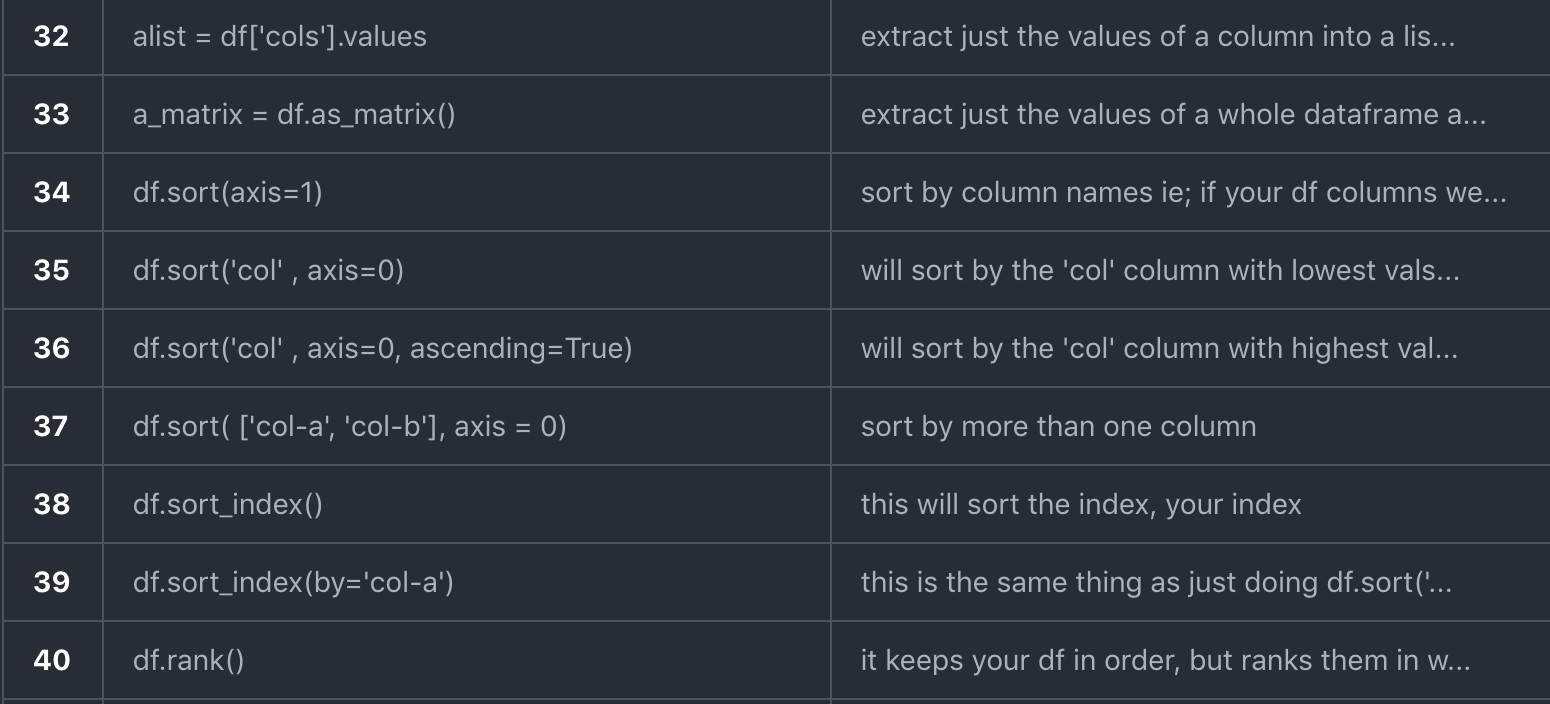 32 alist = df['cols'].values extract just the values of a column into a lis...
33 a_matrix = df.as_matrix() extract just the values of a whole dataframe a...
34 df.sort(axis=1) sort by column names ie; if your df columns we...
35 df.sort('col' , axis=0) will sort by the 'col' column with lowest vals...
36 df.sort('col' , axis=0, ascending=True) will sort by the 'col' column with highest val...
37 df.sort( ['col-a', 'col-b'], axis = 0) sort by more than one column
38 df.sort_index() this will sort the index, your index
39 df.sort_index(by='col-a') this is the same thing as just doing df.sort('...
40 df.rank() it keeps your df in order, but ranks them in w...